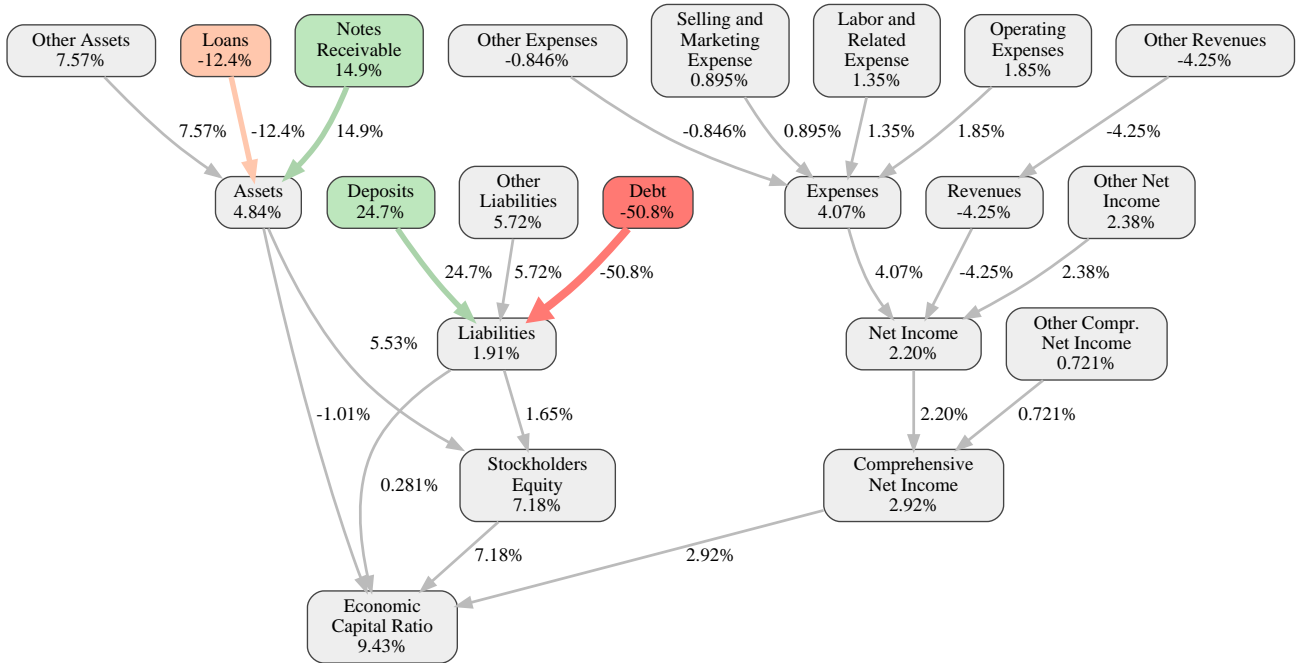 Other Assets
7.57%
Loans
-12.4%
Notes
Receivable
14.9%
Other Expenses
-0.846%
Selling and
Marketing
Expense
0.895%
Labor and
Related
Expense
1.35%
Operating
Expenses
1.85%
Other Revenues
-4.25%
7.57%
-12.4%
14.9%
-0.846%
0.895%
1.35%
1.85%
-4.25%
Assets
4.84%
Deposits
24.7%
Other
Liabilities
5.72%
Debt
-50.8%
Expenses
4.07%
Revenues
-4.25%
Other Net
Income
2.38%
24.7%
5.72%
-50.8%
4.07%
-4.25%
2.38%
Liabilities
1.91%
Net Income
2.20%
Other Compr.
Net Income
0.721%
5.53%
-1.01%
1.65%
2.20%
0.721%
0.281%
Stockholders
Equity
7.18%
Comprehensive
Net Income
2.92%
7.18%
2.92%
Economic
Capital Ratio
9.43%